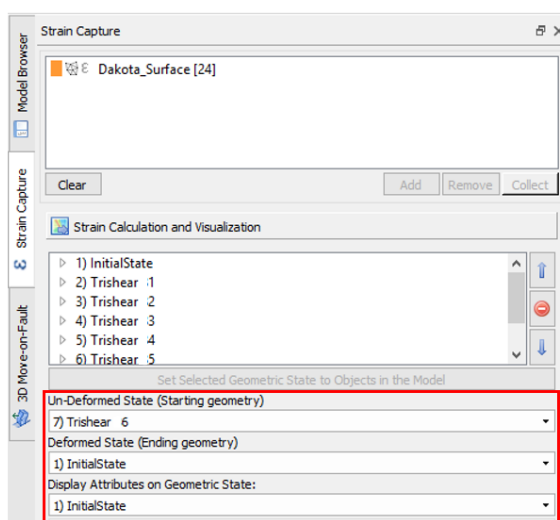 Strain Capture
Model Browser
Strain Capture
3D Move-on-Fault
Dakota_Surface [24]
Clear
Add
Remove
Collect
Strain Calculation and Visualization
1) InitialState
2) Trishear :1
3) Trishear :2
4) Trishear :3
5) Trishear :4
6) Trishear :5
Set Selected Geometric State to Objects in the Model
Un-Deformed State (Starting geometry)
7) Trishear 6
Deformed State (Ending geometry)
1) InitialState
Display Attributes on Geometric State:
1) InitialState